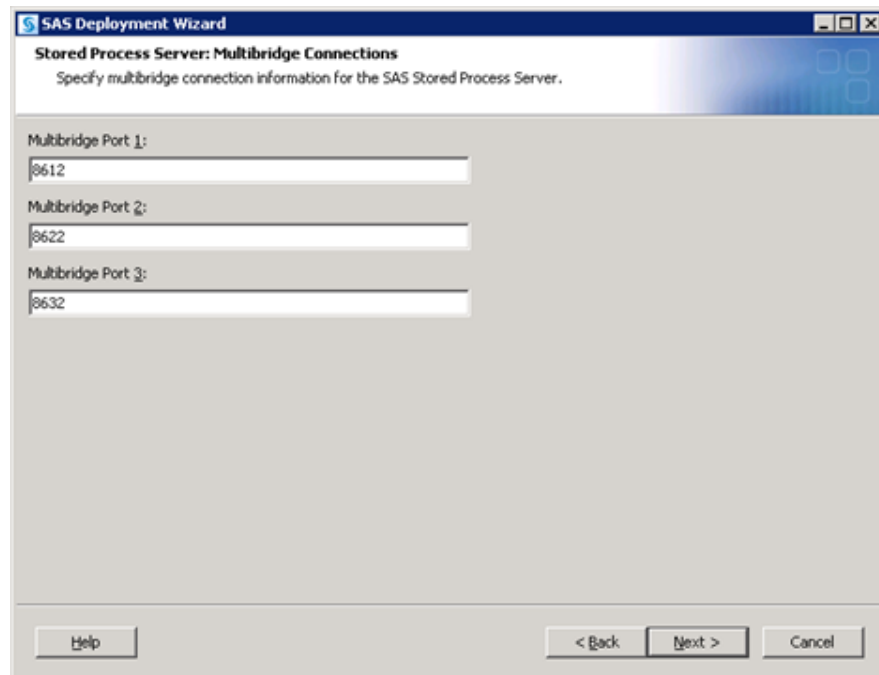 SAS Deployment Wizard
Stored Process Server: Multibridge Connections
Specify multibridge connection information for the SAS Stored Process Server.
Multibridge Port 1:
8612
Multibridge Port 2:
8622
Multibridge Port 3:
8632
Help < Back Next > Cancel